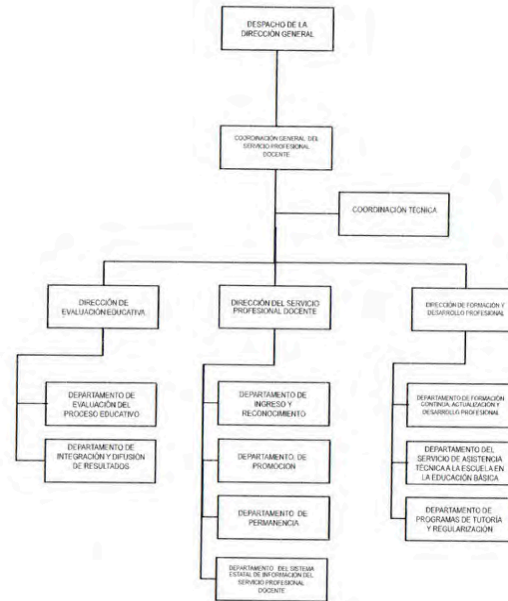 DESPACHO DE LA
DIRECCIÓN GENERAL
COORDINACIÓN GENERAL DEL
SERVICIO PROFESIONAL
DOCENTE
COORDINACIÓN TÉCNICA
DIRECCIÓN DE
EVALUACIÓN EDUCATIVA
DIRECCIÓN DEL SERVICIO
PROFESIONAL DOCENTE
DIRECCIÓN DE FORMACIÓN Y
DESARROLLO PROFESIONAL
DEPARTAMENTO DE
EVALUACIÓN DEL
PROCESO EDUCATIVO
DEPARTAMENTO DE
INTEGRACIÓN Y DIFUSIÓN
DE RESULTADOS
DEPARTAMENTO DE
INGRESO Y
RECONOCIMIENTO
DEPARTAMENTO DE
PROMOCIÓN
DEPARTAMENTO DE
PERMANENCIA
DEPARTAMENTO DEL SISTEMA
ESTATAL DE INFORMACIÓN DEL
SERVICIO PROFESIONAL
DOCENTE
DEPARTAMENTO DE FORMACIÓN
CONTINUA, ACTUALIZACIÓN Y
DESARROLLO PROFESIONAL
DEPARTAMENTO DEL
SERVICIO DE ASISTENCIA
TÉCNICA A LA ESCUELA EN
LA EDUCACIÓN BÁSICA
DEPARTAMENTO DE
PROGRAMAS DE TUTORÍA
Y REGULARIZACIÓN